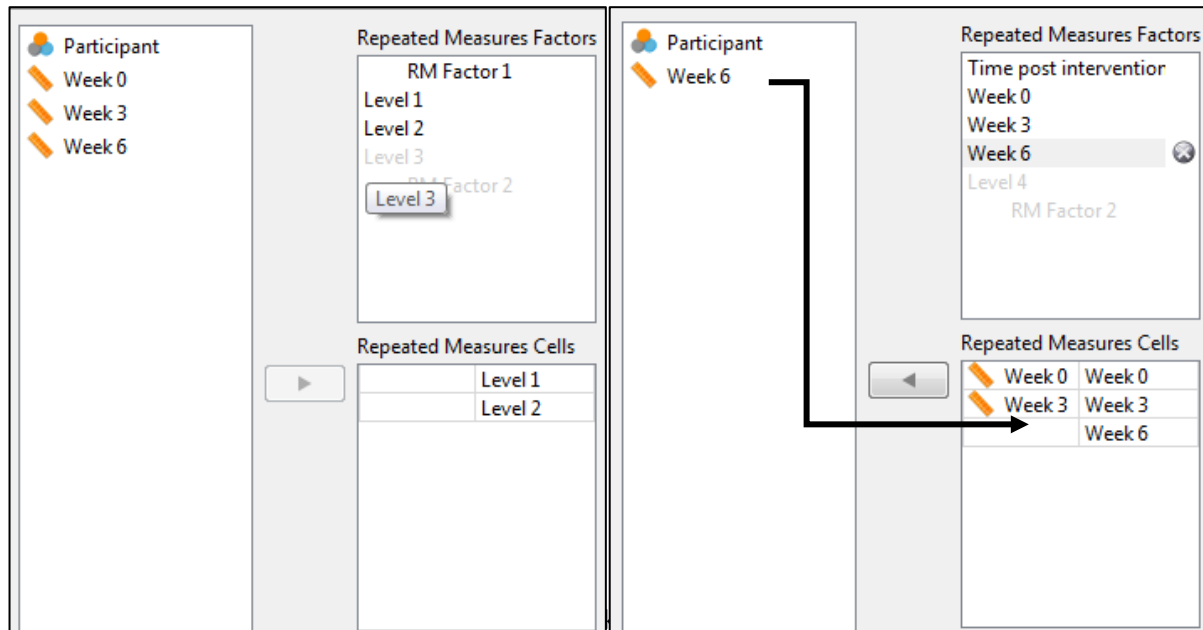 Participant
Week 0
Week 3
Week 6
Repeated Measures Factors
RM Factor 1
Level 1
Level 2
Level 3
RM Factor 2
Level 3
Repeated Measures Cells
Level 1
Level 2
Participant
Week 6
Repeated Measures Factors
Time post intervention
Week 0
Week 3
Week 6
Level 4
RM Factor 2
Repeated Measures Cells
Week 0 Week 0
Week 3 Week 3
Week 6